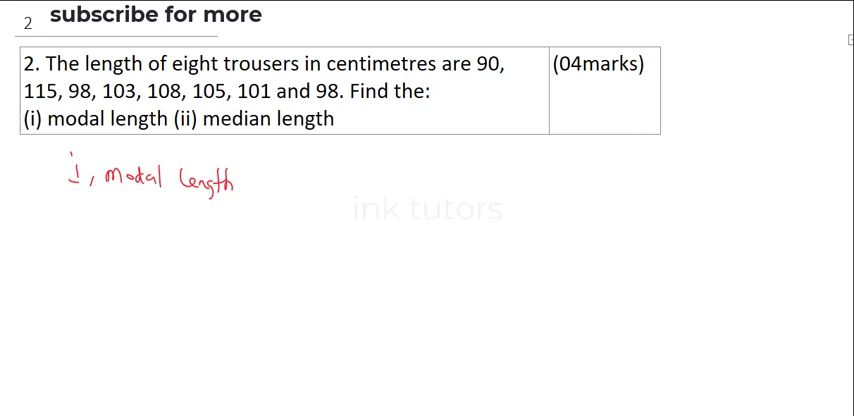 2 subscribe for more
2. The length of eight trousers in centimetres are 90, (04marks)
115, 98, 103, 108, 105, 101 and 98. Find the:
(i) modal length (ii) median length
i, modal length
ink tutors